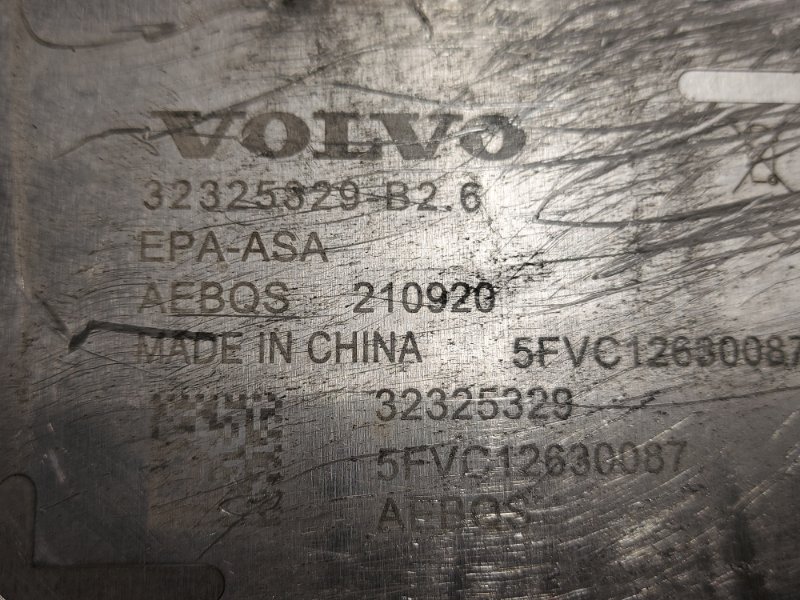 VOLVO
32325329-B2.6
EPA-ASA
AEBQS 210920
MADE IN CHINA 5FVC12630087
32325329
5FVC12630087
AEBQS